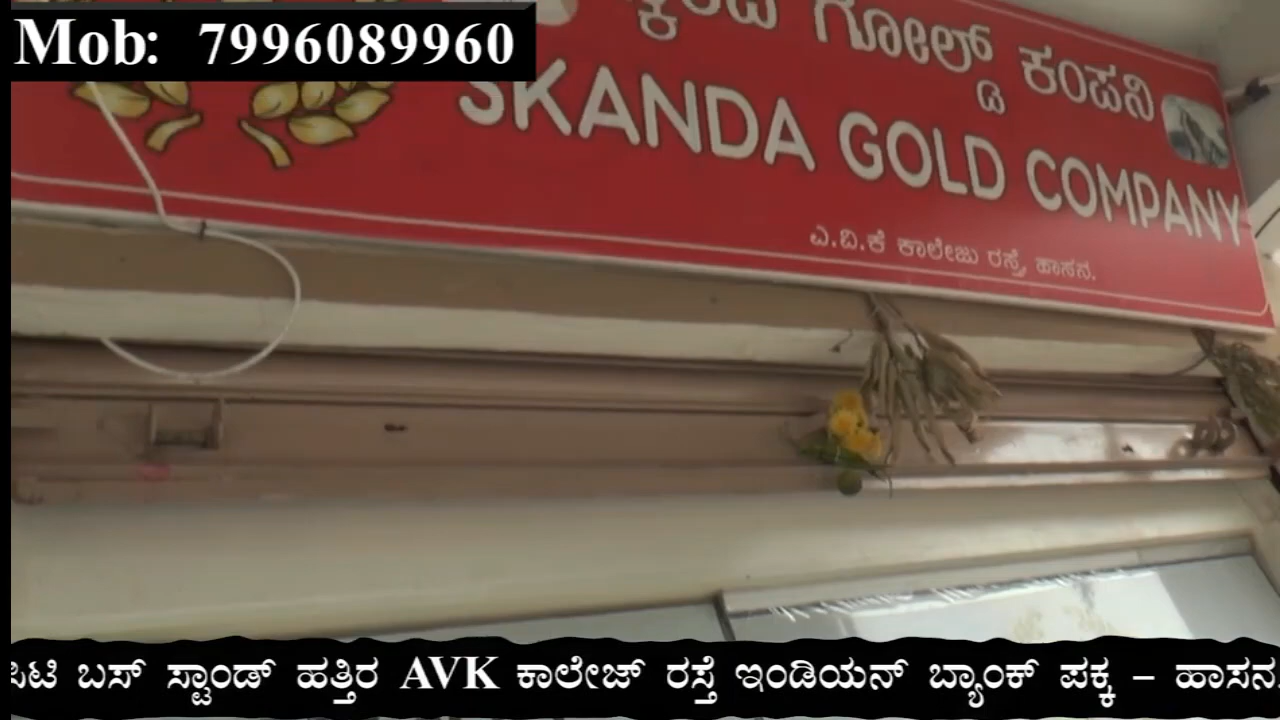 Mob: 7996089960
ಗೋಲ್ಡ್ ಕಂಪನಿ
SKANDA GOLD COMPANY
ಎ.ವಿ.ಕೆ ಕಾಲೇಜು ರಸ್ತೆ, ಹಾಸನ.
ಬಸ್ ಸ್ಟಾಂಡ್ ಹತ್ತಿರ AVK ಕಾಲೇಜ್ ರಸ್ತೆ ಇಂಡಿಯನ್ ಬ್ಯಾಂಕ್ ಪಕ್ಕ – ಹಾಸನ.